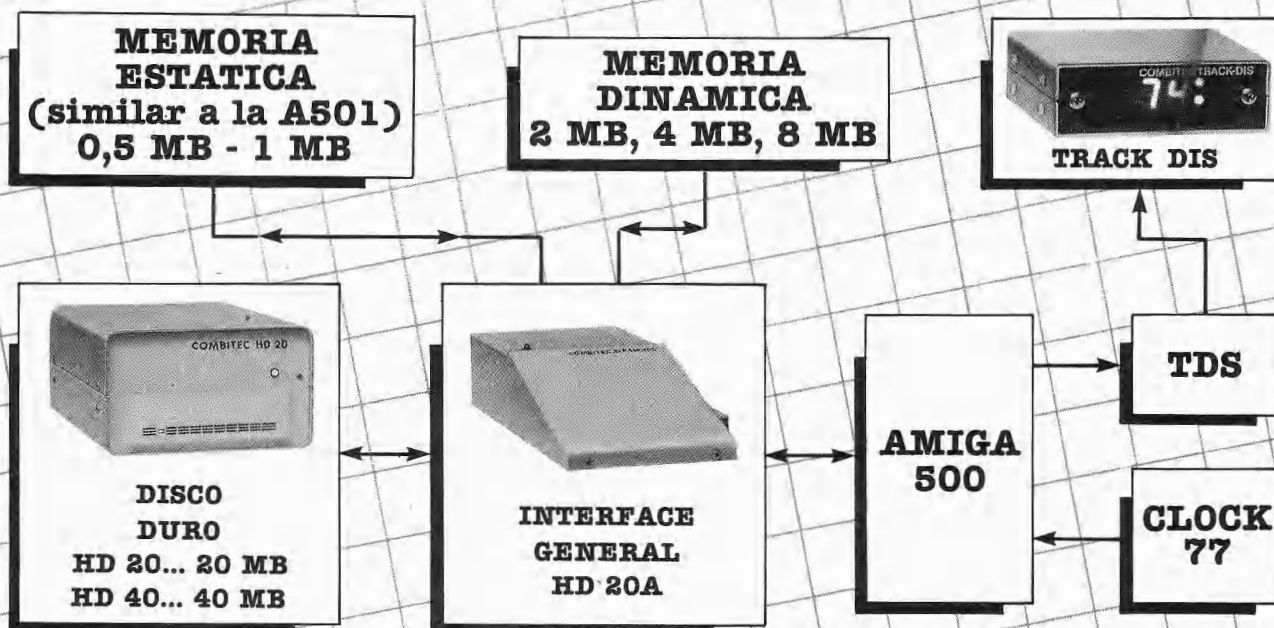 MEMORIA
ESTATICA
(similar a la A501)
0,5 MB - 1 MB
MEMORIA
DINAMICA
2 MB, 4 MB, 8 MB
COMBITEC TRACK-DIS
74:
TRACK DIS
COMBITEC HD 20
DISCO
DURO
HD 20... 20 MB
HD 40... 40 MB
INTERFACE
GENERAL
HD 20A
AMIGA
500
TDS
CLOCK
77